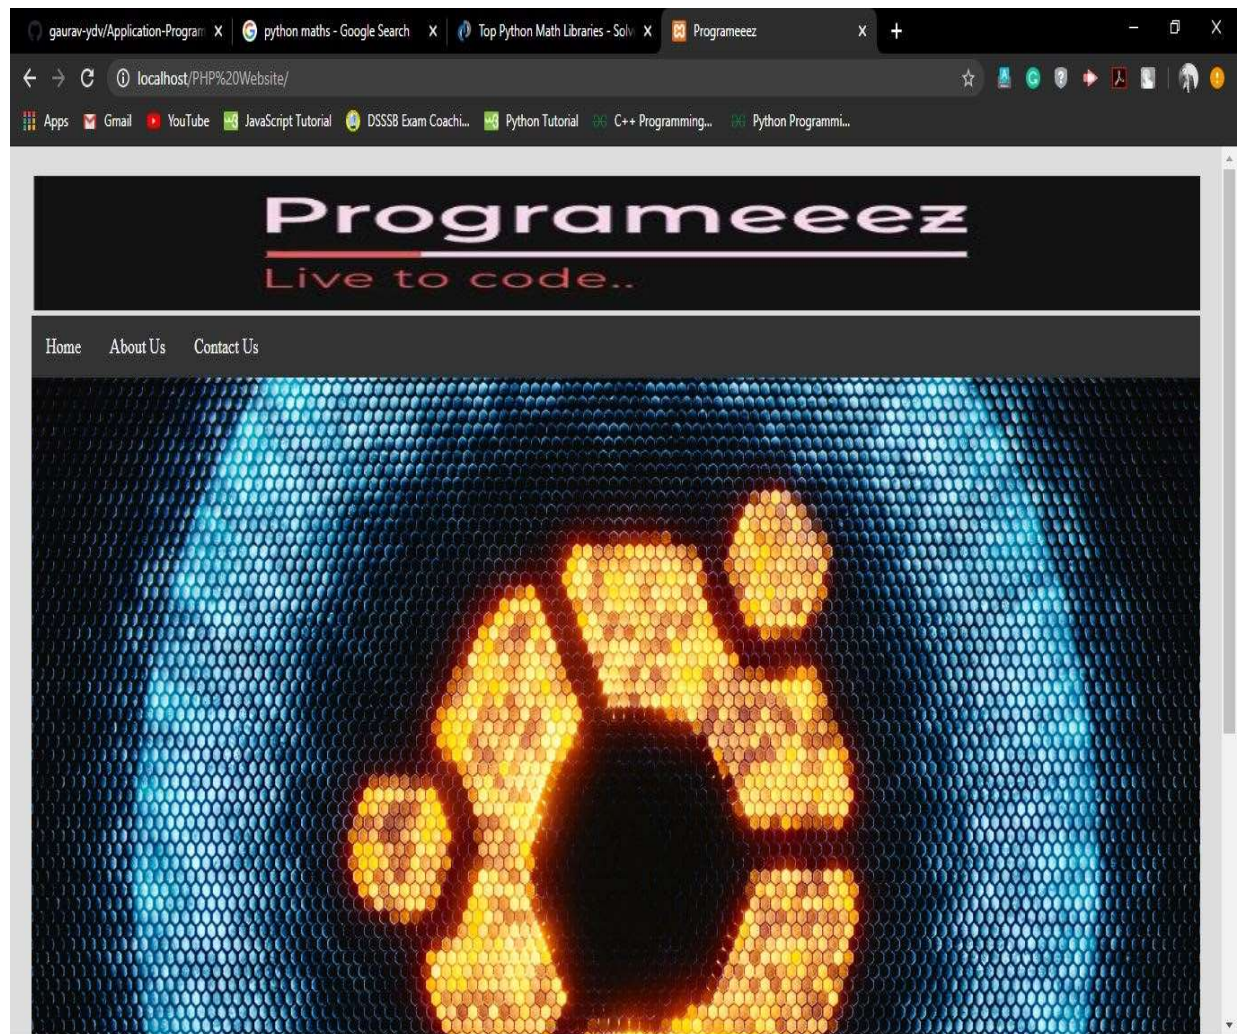 gaurav-ydv/Application-Program
python maths - Google Search
Top Python Math Libraries - Solv
Programeeez
localhost/PHP%20Website/
Apps Gmail YouTube JavaScript Tutorial DSSSB Exam Coachi... Python Tutorial C++ Programming... Python Programmi...
Programeeez
Live to code..
Home About Us Contact Us